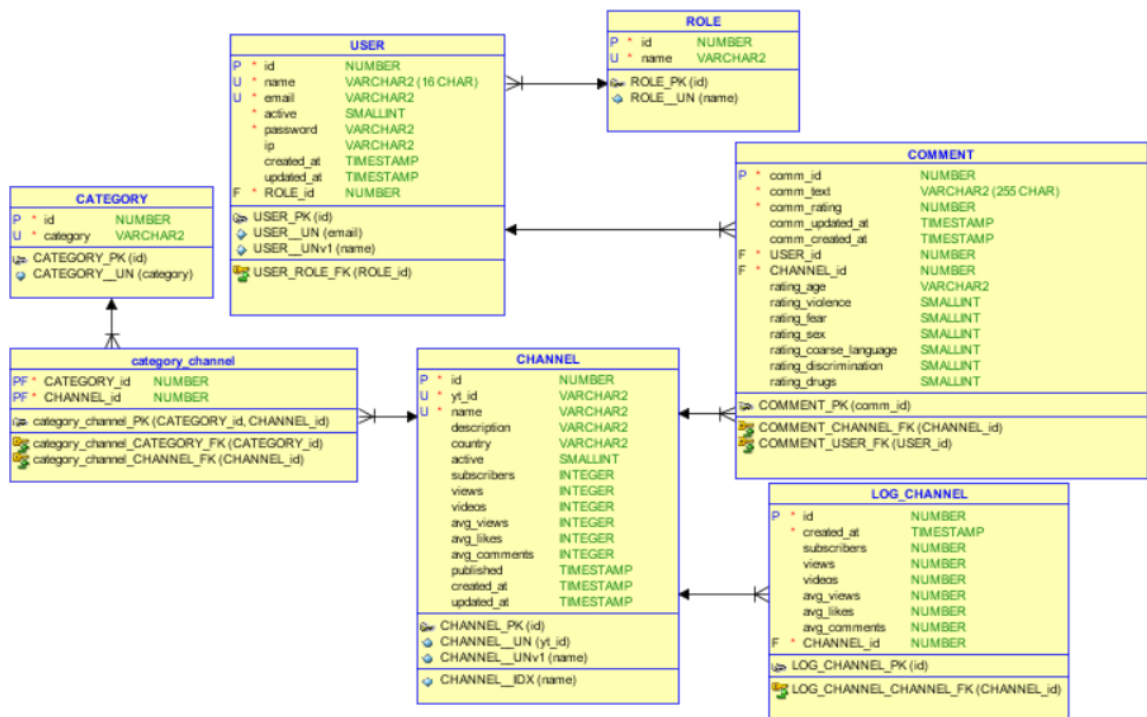 USER
P * id NUMBER
U * name VARCHAR2 (16 CHAR)
U * email VARCHAR2
* active SMALLINT
* password VARCHAR2
ip VARCHAR2
created_at TIMESTAMP
updated_at TIMESTAMP
F * ROLE_id NUMBER
USER_PK (id)
USER__UN (email)
USER__UNv1 (name)
USER_ROLE_FK (ROLE_id)
ROLE
P * id NUMBER
U * name VARCHAR2
ROLE_PK (id)
ROLE__UN (name)
CATEGORY
P * id NUMBER
U * category VARCHAR2
CATEGORY_PK (id)
CATEGORY__UN (category)
COMMENT
P * comm_id NUMBER
* comm_text VARCHAR2 (255 CHAR)
* comm_rating NUMBER
comm_updated_at TIMESTAMP
comm_created_at TIMESTAMP
F * USER_id NUMBER
F * CHANNEL_id NUMBER
rating_age VARCHAR2
rating_violence SMALLINT
rating_fear SMALLINT
rating_sex SMALLINT
rating_coarse_language SMALLINT
rating_discrimination SMALLINT
rating_drugs SMALLINT
COMMENT_PK (comm_id)
COMMENT_CHANNEL_FK (CHANNEL_id)
COMMENT_USER_FK (USER_id)
category_channel
PF * CATEGORY_id NUMBER
PF * CHANNEL_id NUMBER
category_channel_PK (CATEGORY_id, CHANNEL_id)
category_channel_CATEGORY_FK (CATEGORY_id)
category_channel_CHANNEL_FK (CHANNEL_id)
CHANNEL
P * id NUMBER
U * yt_id VARCHAR2
U * name VARCHAR2
description VARCHAR2
country VARCHAR2
active SMALLINT
subscribers INTEGER
views INTEGER
videos INTEGER
avg_views INTEGER
avg_likes INTEGER
avg_comments INTEGER
published TIMESTAMP
created_at TIMESTAMP
updated_at TIMESTAMP
CHANNEL_PK (id)
CHANNEL__UN (yt_id)
CHANNEL__UNv1 (name)
CHANNEL__IDX (name)
LOG_CHANNEL
P * id NUMBER
* created_at TIMESTAMP
subscribers NUMBER
views NUMBER
videos NUMBER
avg_views NUMBER
avg_likes NUMBER
avg_comments NUMBER
F * CHANNEL_id NUMBER
LOG_CHANNEL_PK (id)
LOG_CHANNEL_CHANNEL_FK (CHANNEL_id)